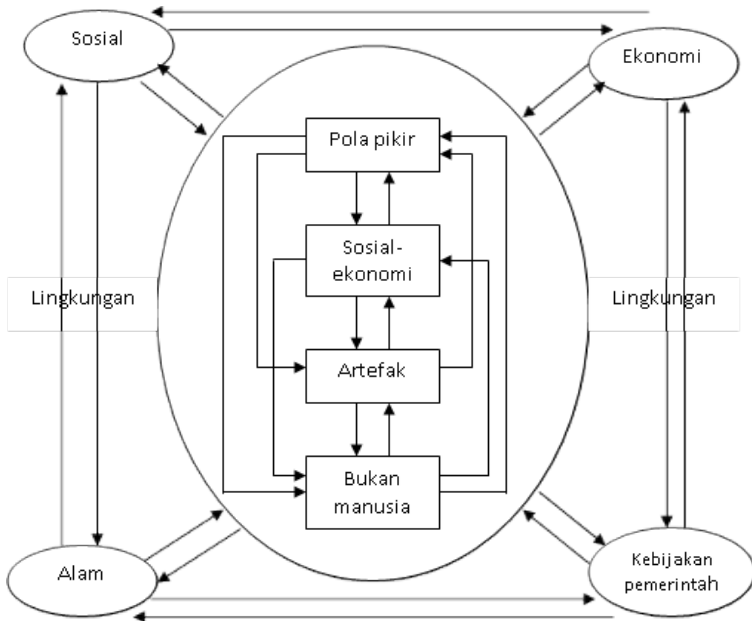 Sosial
Ekonomi
Pola pikir
Sosial-
ekonomi
Lingkungan
Lingkungan
Artefak
Bukan
manusia
Alam
Kebijakan
pemerintah